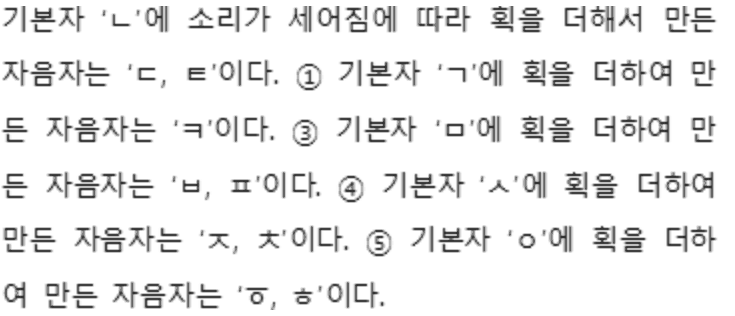 기본자 ‘ㄴ’에 소리가 세어짐에 따라 획을 더해서 만든
자음자는 ‘ㄷ, ㅌ’이다. ① 기본자 ‘ㄱ’에 획을 더하여 만
든 자음자는 ‘ㅋ’이다. ③ 기본자 ‘ㅁ’에 획을 더하여 만
든 자음자는 ‘ㅂ, ㅍ’이다. ④ 기본자 ‘ㅅ’에 획을 더하여
만든 자음자는 ‘ㅈ, ㅊ’이다. ⑤ 기본자 ‘ㅇ’에 획을 더하
여 만든 자음자는 ‘ㆆ, ㅎ’이다.